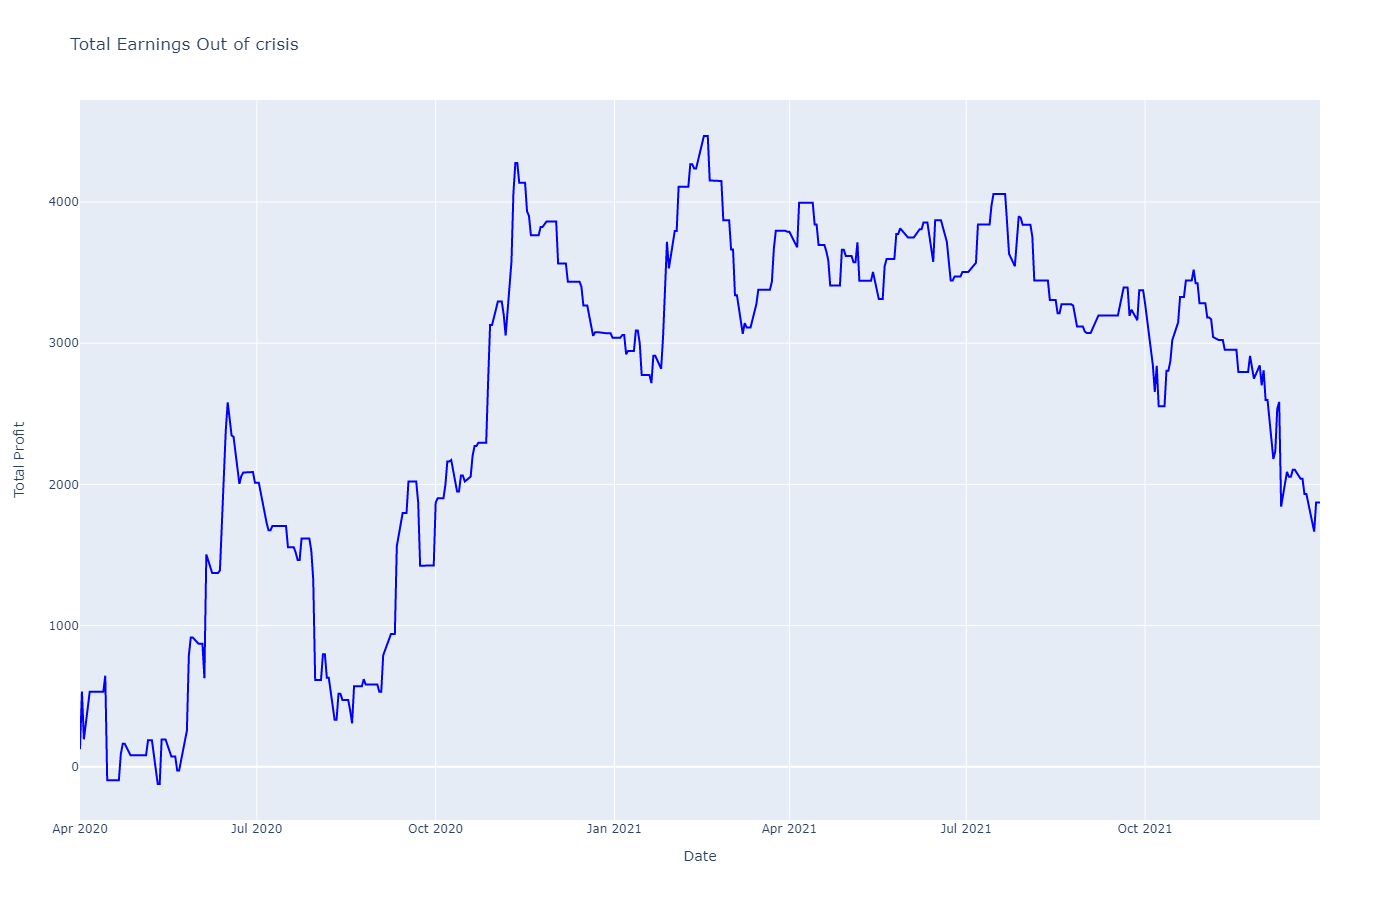 Total Earnings Out of crisis
Total Profit
4000
3000
2000
1000
0
Apr 2020
Jul 2020
Oct 2020
Jan 2021
Apr 2021
Jul 2021
Oct 2021
Date